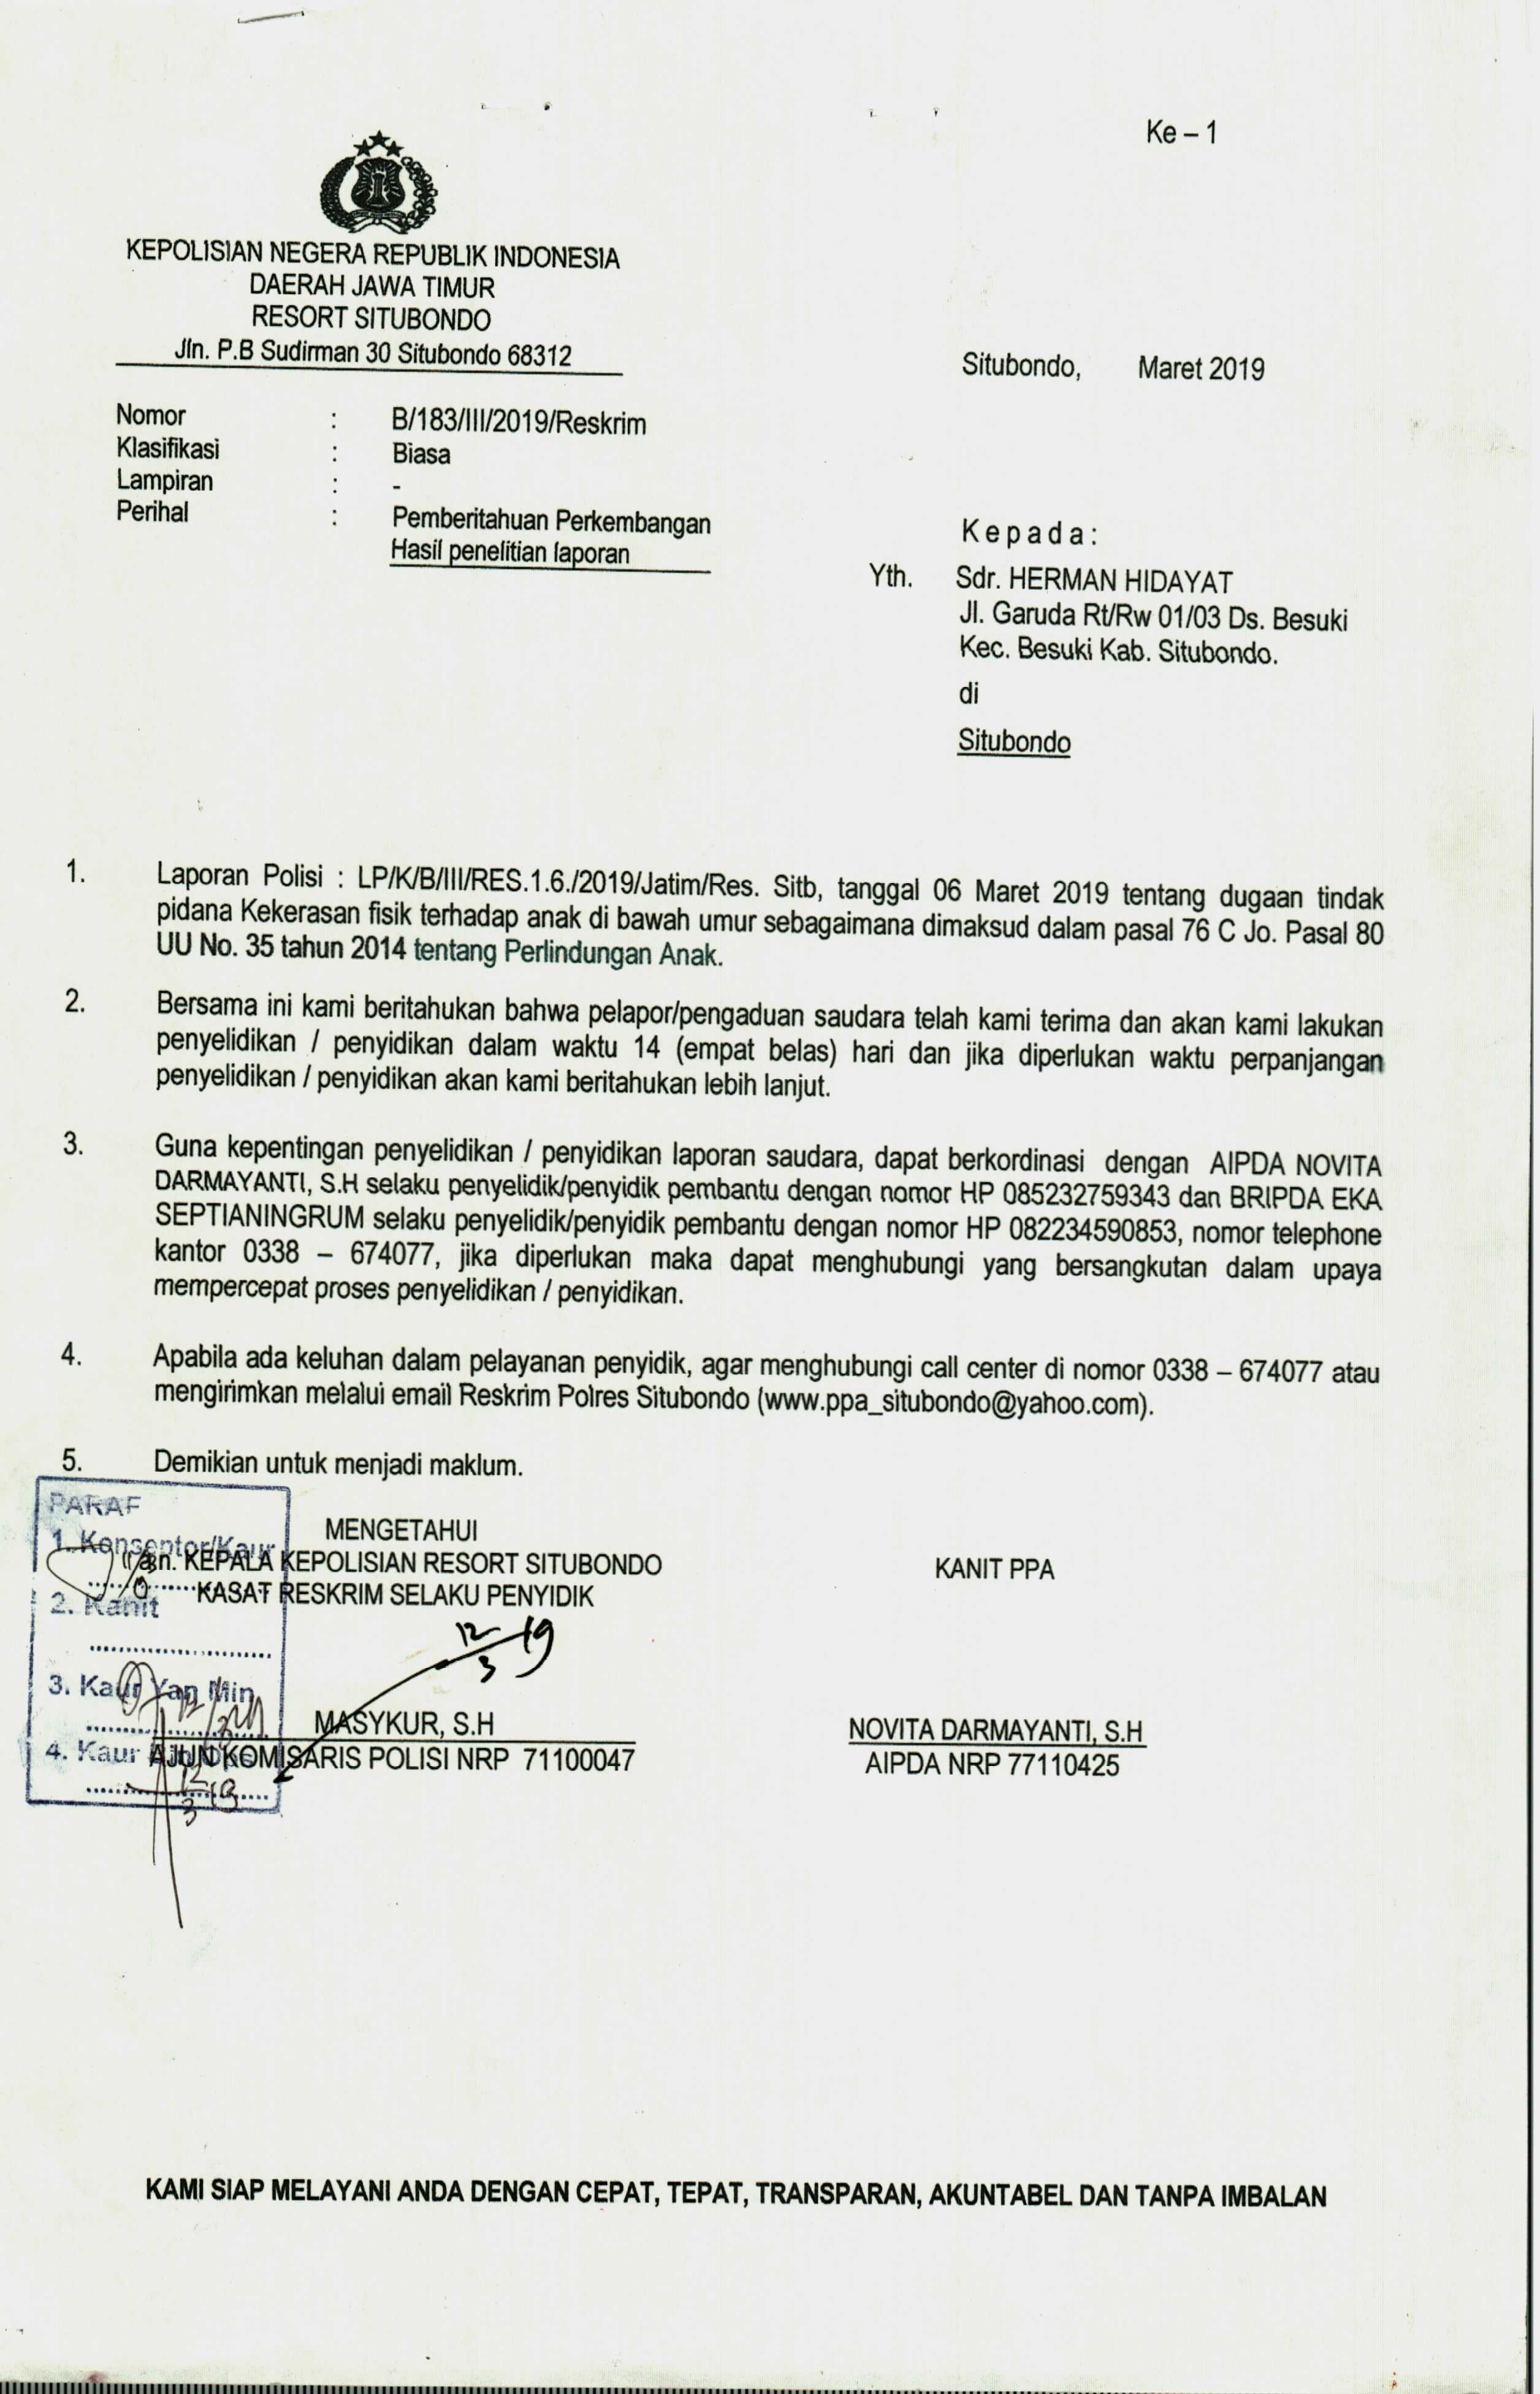 Ke – 1
KEPOLISIAN NEGERA REPUBLIK INDONESIA
DAERAH JAWA TIMUR
RESORT SITUBONDO
Jln. P.B Sudirman 30 Situbondo 68312
Situbondo, Maret 2019
Nomor : B/183/III/2019/Reskrim
Klasifikasi : Biasa
Lampiran : -
Perihal : Pemberitahuan Perkembangan
Hasil penelitian laporan
Kepada:
Yth. Sdr. HERMAN HIDAYAT
Jl. Garuda Rt/Rw 01/03 Ds. Besuki
Kec. Besuki Kab. Situbondo.
di
Situbondo
1. Laporan Polisi : LP/K/B/III/RES.1.6./2019/Jatim/Res. Sitb, tanggal 06 Maret 2019 tentang dugaan tindak
pidana Kekerasan fisik terhadap anak di bawah umur sebagaimana dimaksud dalam pasal 76 C Jo. Pasal 80
UU No. 35 tahun 2014 tentang Perlindungan Anak.
2. Bersama ini kami beritahukan bahwa pelapor/pengaduan saudara telah kami terima dan akan kami lakukan
penyelidikan / penyidikan dalam waktu 14 (empat belas) hari dan jika diperlukan waktu perpanjangan
penyelidikan / penyidikan akan kami beritahukan lebih lanjut.
3. Guna kepentingan penyelidikan / penyidikan laporan saudara, dapat berkordinasi dengan AIPDA NOVITA
DARMAYANTI, S.H selaku penyelidik/penyidik pembantu dengan nomor HP 085232759343 dan BRIPDA EKA
SEPTIANINGRUM selaku penyelidik/penyidik pembantu dengan nomor HP 082234590853, nomor telephone
kantor 0338 – 674077, jika diperlukan maka dapat menghubungi yang bersangkutan dalam upaya
mempercepat proses penyelidikan / penyidikan.
4. Apabila ada keluhan dalam pelayanan penyidik, agar menghubungi call center di nomor 0338 – 674077 atau
mengirimkan melalui email Reskrim Polres Situbondo (www.ppa_situbondo@yahoo.com).
5. Demikian untuk menjadi maklum.
PARAF
1. Konseptor/Kaur
2. Kanit
3. Kaur Yan Min
4. Kaur
MENGETAHUI
an. KEPALA KEPOLISIAN RESORT SITUBONDO
KASAT RESKRIM SELAKU PENYIDIK
12/3 19
MASYKUR, S.H
AJUN KOMISARIS POLISI NRP 71100047
KANIT PPA
NOVITA DARMAYANTI, S.H
AIPDA NRP 77110425
KAMI SIAP MELAYANI ANDA DENGAN CEPAT, TEPAT, TRANSPARAN, AKUNTABEL DAN TANPA IMBALAN